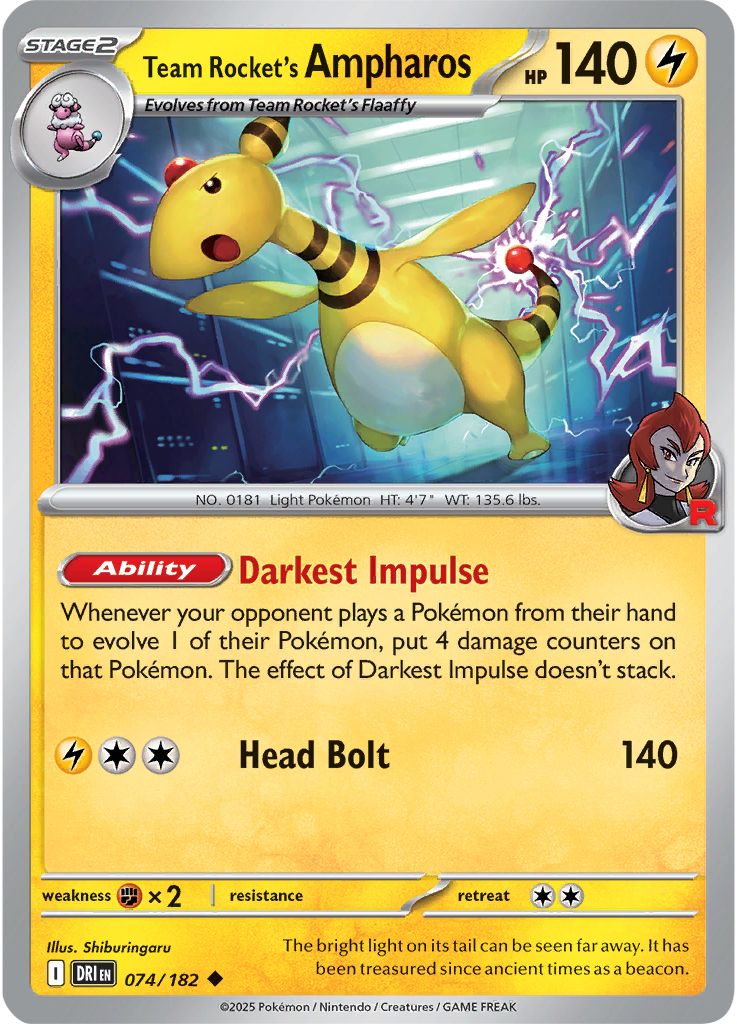 STAGE2
Team Rocket's Ampharos HP 140
Evolves from Team Rocket's Flaaffy
NO. 0181 Light Pokémon HT: 4'7" WT: 135.6 lbs.
R
Ability Darkest Impulse
Whenever your opponent plays a Pokémon from their hand
to evolve 1 of their Pokémon, put 4 damage counters on
that Pokémon. The effect of Darkest Impulse doesn't stack.
Head Bolt 140
weakness ×2 resistance retreat
Illus. Shiburingaru
The bright light on its tail can be seen far away. It has
been treasured since ancient times as a beacon.
I DRI EN 074/182
©2025 Pokémon / Nintendo / Creatures / GAME FREAK